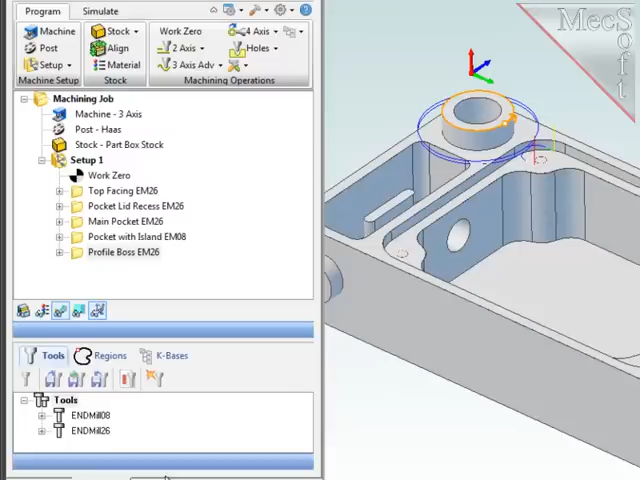 Program Simulate
Machine Stock Work Zero 4 Axis
Post Align 2 Axis Holes
Setup Material 3 Axis Adv
Machine Setup Stock Machining Operations
Machining Job
Machine - 3 Axis
Post - Haas
Stock - Part Box Stock
Setup 1
Work Zero
Top Facing EM26
Pocket Lid Recess EM26
Main Pocket EM26
Pocket with Island EM08
Profile Boss EM26
Tools Regions K-Bases
Tools
ENDMill08
ENDMill26
MecSoft